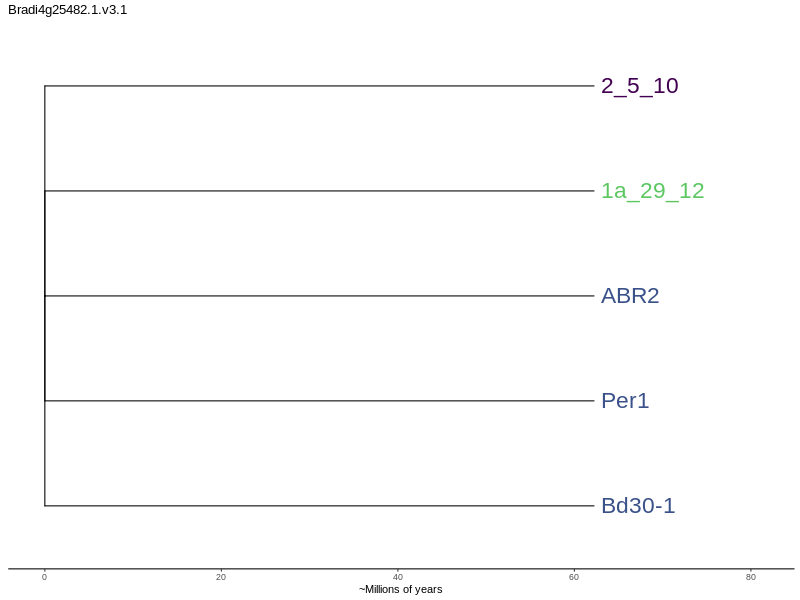 Bradi4g25482.1.v3.1
2_5_10
1a_29_12
ABR2
Per1
Bd30-1
0 20 40 60 80
~Millions of years